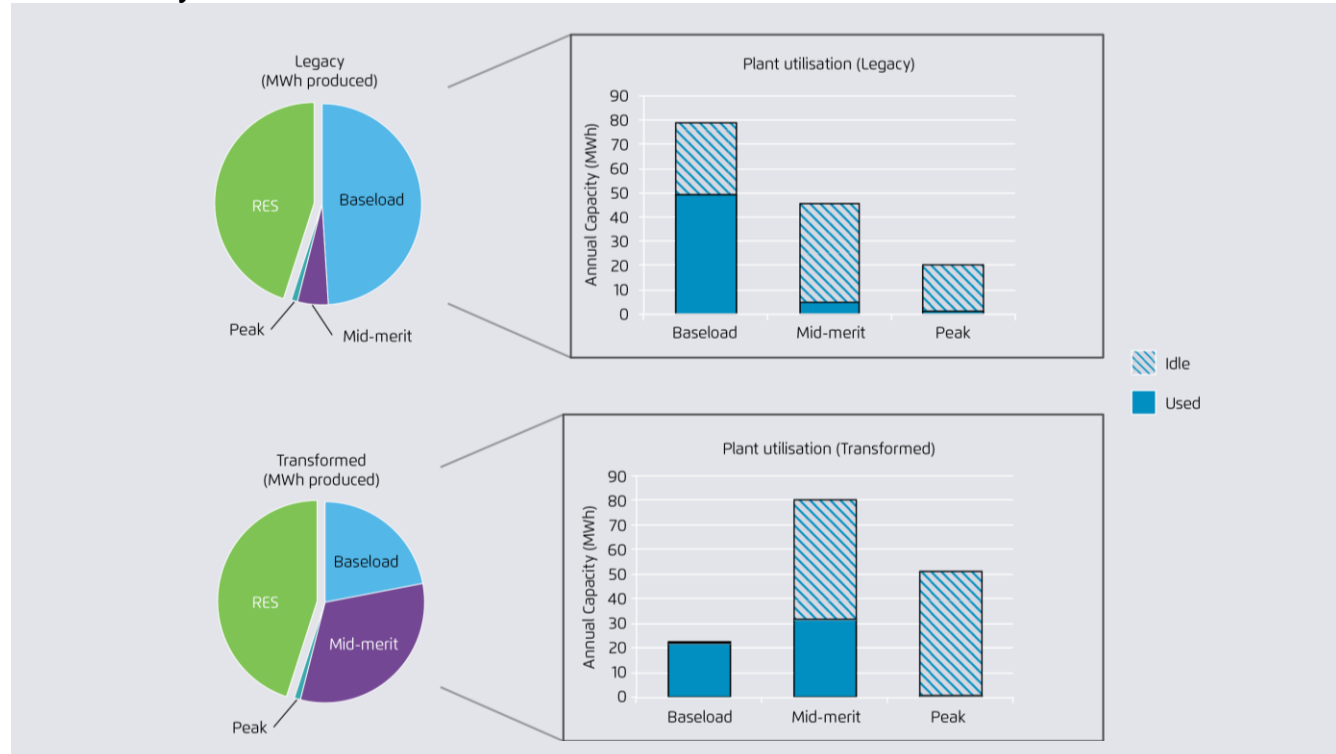 Legacy
(MWh produced)
RES
Baseload
Peak
Mid-merit
Plant utilisation (Legacy)
Annual Capacity (MWh)
90
80
70
60
50
40
30
20
10
0
Baseload
Mid-merit
Peak
Idle
Used
Transformed
(MWh produced)
RES
Baseload
Mid-merit
Peak
Plant utilisation (Transformed)
Annual Capacity (MWh)
90
80
70
60
50
40
30
20
10
0
Baseload
Mid-merit
Peak